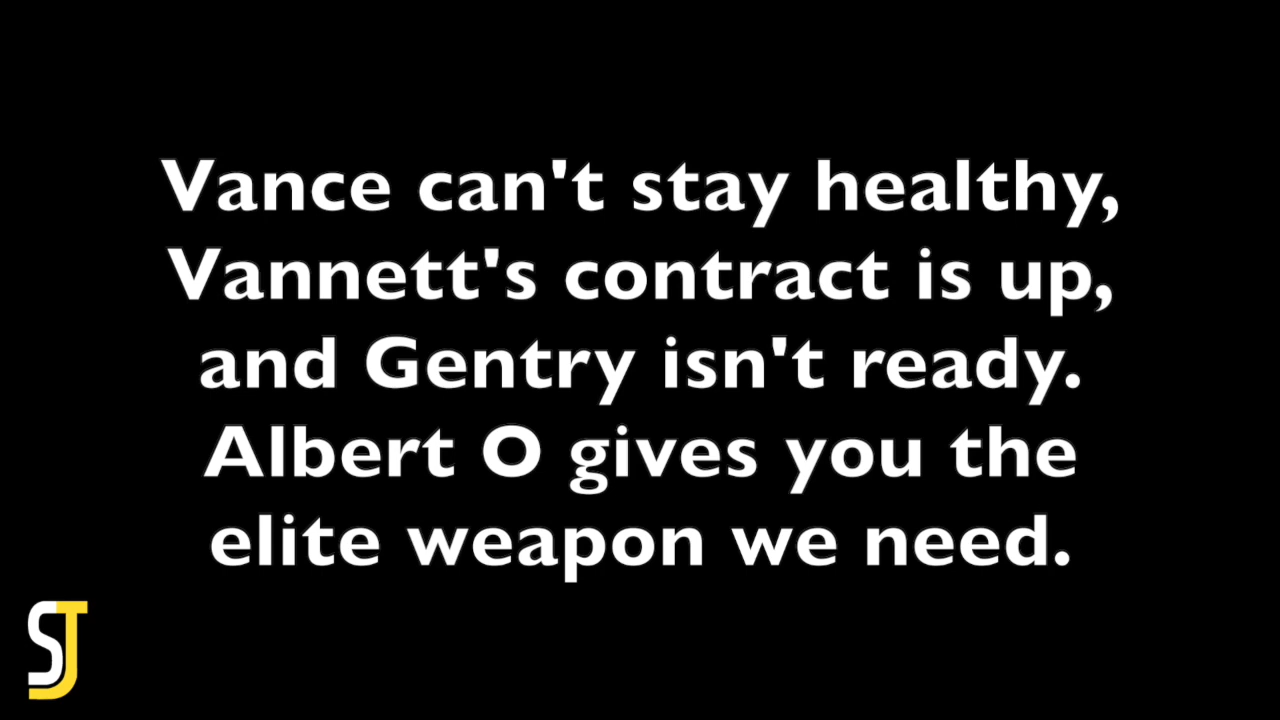 Vance can't stay healthy,
Vannett's contract is up,
and Gentry isn't ready.
Albert O gives you the
elite weapon we need.
SJ